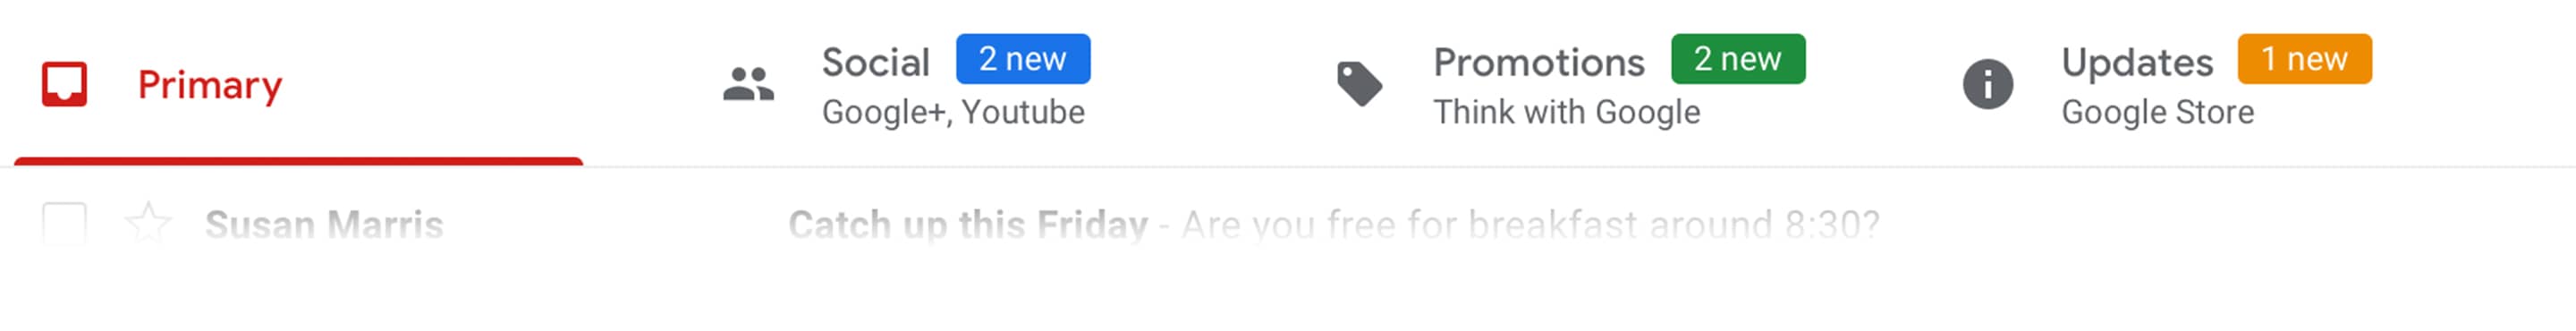 Primary
Social 2 new
Google+, Youtube
Promotions 2 new
Think with Google
Updates 1 new
Google Store
Susan Marris Catch up this Friday - Are you free for breakfast around 8:30?